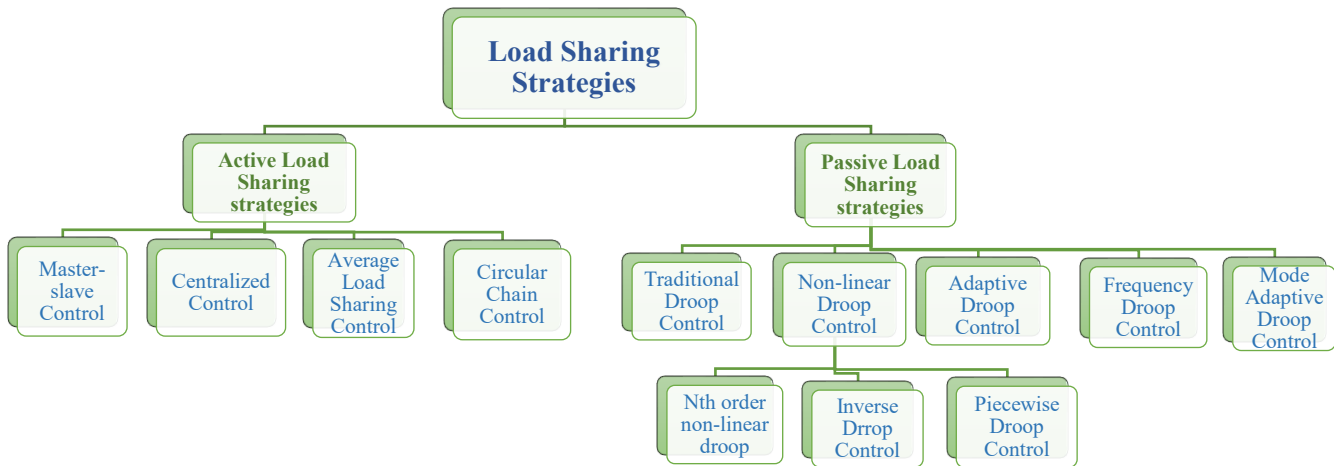 Load Sharing
Strategies
Active Load
Sharing
strategies
Passive Load
Sharing
strategies
Master-
slave
Control
Centralized
Control
Average
Load
Sharing
Control
Circular
Chain
Control
Traditional
Droop
Control
Non-linear
Droop
Control
Adaptive
Droop
Control
Frequency
Droop
Control
Mode
Adaptive
Droop
Control
Nth order
non-linear
droop
Inverse
Drrop
Control
Piecewise
Droop
Control